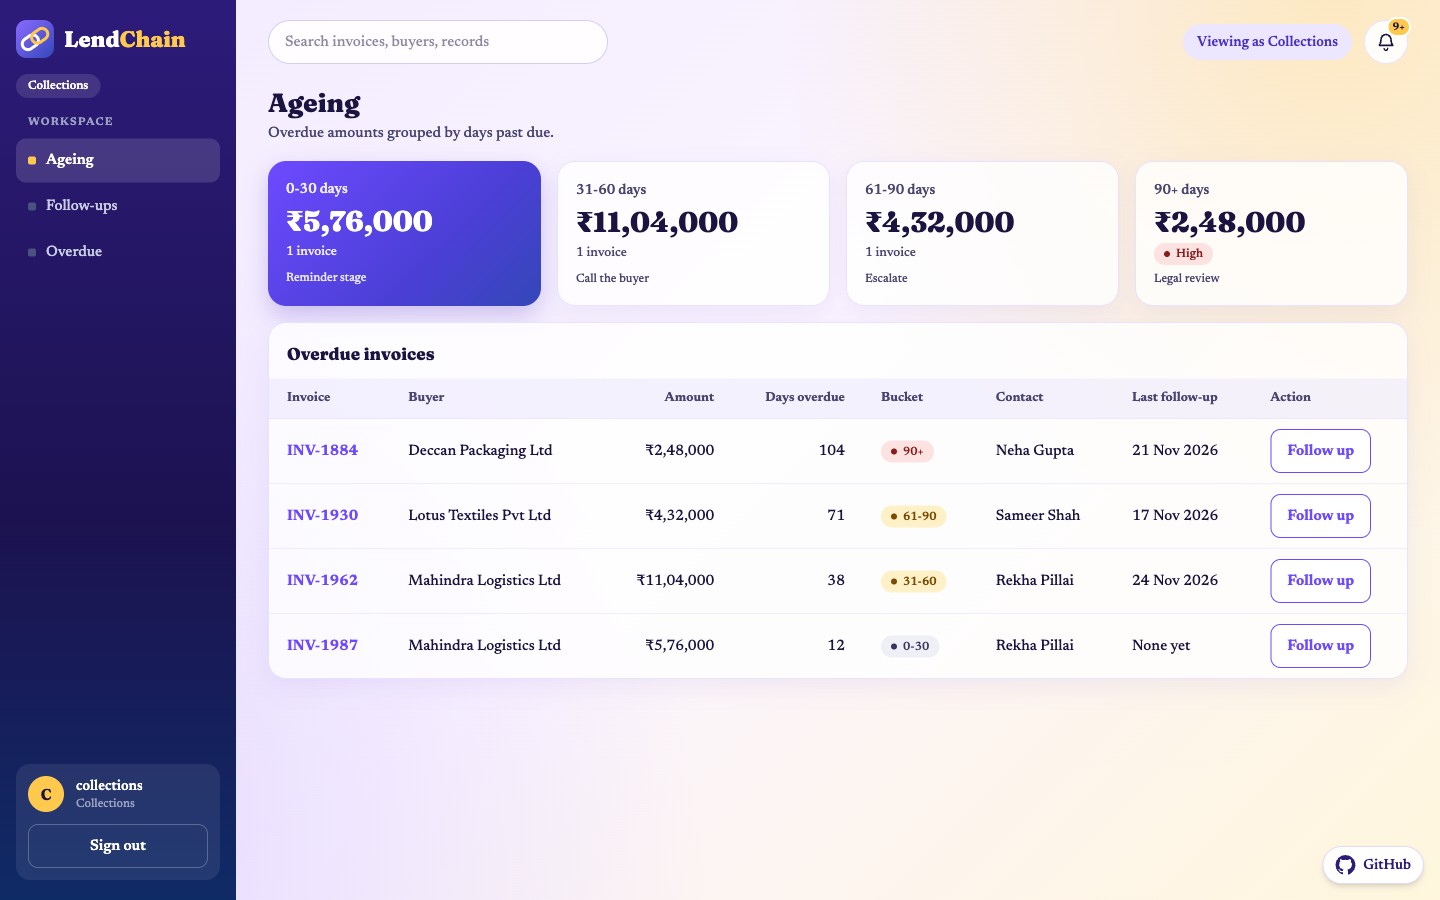 LendChain
Collections
WORKSPACE
Ageing
Follow-ups
Overdue
C
collections
Collections
Sign out
Search invoices, buyers, records
Viewing as Collections
9+
Ageing
Overdue amounts grouped by days past due.
0-30 days
₹5,76,000
1 invoice
Reminder stage
31-60 days
₹11,04,000
1 invoice
Call the buyer
61-90 days
₹4,32,000
1 invoice
Escalate
90+ days
₹2,48,000
High
Legal review
Overdue invoices
Invoice Buyer Amount Days overdue Bucket Contact Last follow-up Action
INV-1884 Deccan Packaging Ltd ₹2,48,000 104 90+ Neha Gupta 21 Nov 2026 Follow up
INV-1930 Lotus Textiles Pvt Ltd ₹4,32,000 71 61-90 Sameer Shah 17 Nov 2026 Follow up
INV-1962 Mahindra Logistics Ltd ₹11,04,000 38 31-60 Rekha Pillai 24 Nov 2026 Follow up
INV-1987 Mahindra Logistics Ltd ₹5,76,000 12 0-30 Rekha Pillai None yet Follow up
GitHub